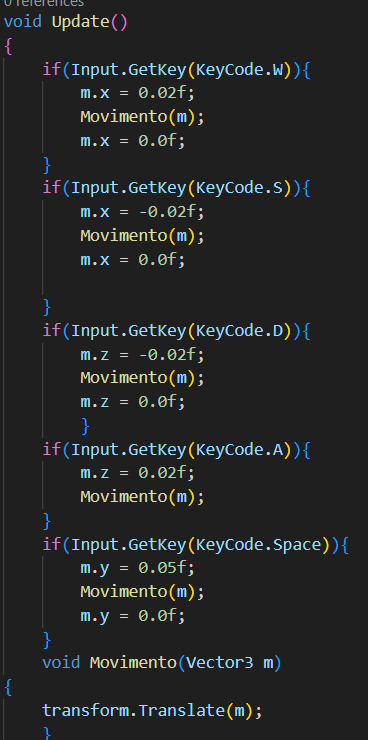 0 references
void Update()
{
    if(Input.GetKey(KeyCode.W)){
        m.x = 0.02f;
        Movimento(m);
        m.x = 0.0f;
    }
    if(Input.GetKey(KeyCode.S)){
        m.x = -0.02f;
        Movimento(m);
        m.x = 0.0f;

    }
    if(Input.GetKey(KeyCode.D)){
        m.z = -0.02f;
        Movimento(m);
        m.z = 0.0f;
        }
    if(Input.GetKey(KeyCode.A)){
        m.z = 0.02f;
        Movimento(m);
    }
    if(Input.GetKey(KeyCode.Space)){
        m.y = 0.05f;
        Movimento(m);
        m.y = 0.0f;
    }
    void Movimento(Vector3 m)
{
    transform.Translate(m);
    }